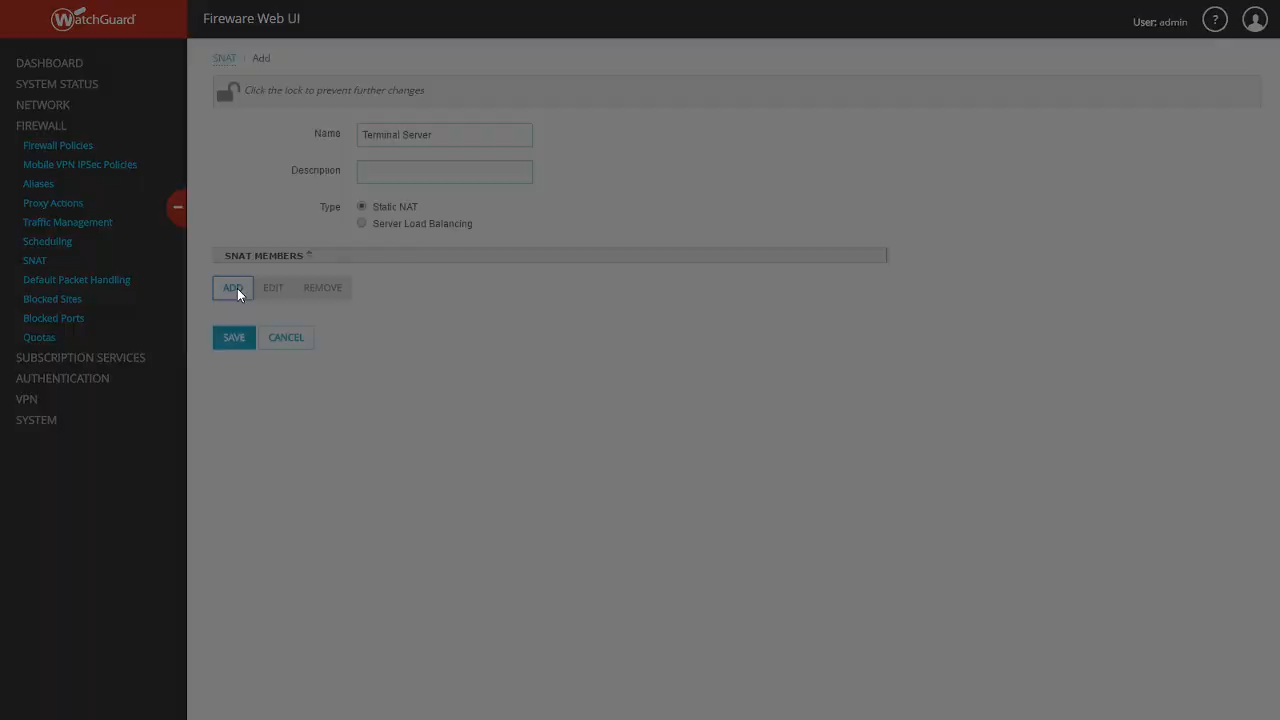 WatchGuard
Fireware Web UI
User: admin
?
DASHBOARD
SYSTEM STATUS
NETWORK
FIREWALL
Firewall Policies
Mobile VPN IPSec Policies
Aliases
Proxy Actions
Traffic Management
Scheduling
SNAT
Default Packet Handling
Blocked Sites
Blocked Ports
Quotas
SUBSCRIPTION SERVICES
AUTHENTICATION
VPN
SYSTEM
SNAT / Add
Click the lock to prevent further changes
Name Terminal Server
Description
Type Static NAT
Server Load Balancing
SNAT MEMBERS
ADD EDIT REMOVE
SAVE CANCEL